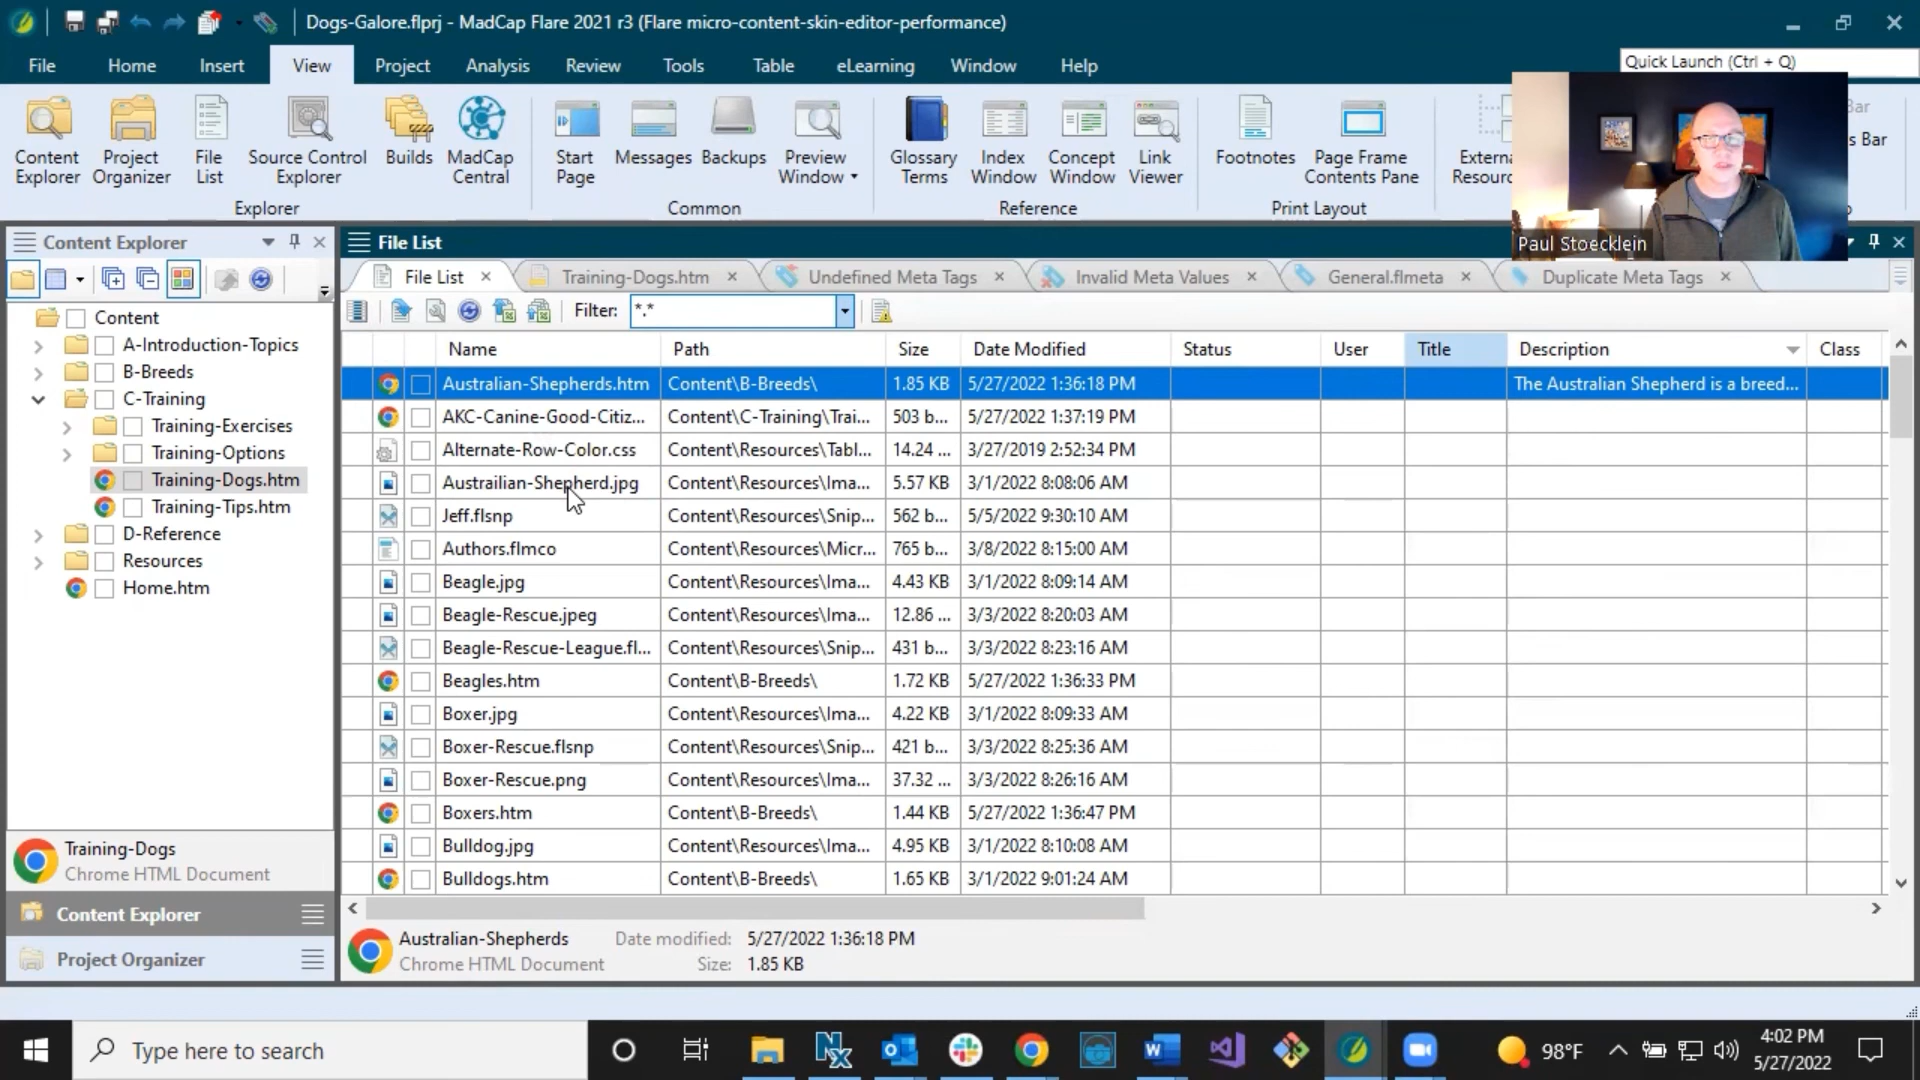 Dogs-Galore.flprj - MadCap Flare 2021 r3 (Flare micro-content-skin-editor-performance)
File Home Insert View Project Analysis Review Tools Table eLearning Window Help
Quick Launch (Ctrl + Q)
Content Explorer
Project Organizer
File List
Source Control Explorer
Builds
MadCap Central
Explorer
Start Page
Messages
Backups
Preview Window
Common
Glossary Terms
Index Window
Concept Window
Link Viewer
Reference
Footnotes
Page Frame Contents Pane
Print Layout
Bar
s Bar
Paul Stoecklein
Content Explorer
Content
A-Introduction-Topics
B-Breeds
C-Training
Training-Exercises
Training-Options
Training-Dogs.htm
Training-Tips.htm
D-Reference
Resources
Home.htm
Training-Dogs
Chrome HTML Document
Content Explorer
Project Organizer
File List
File List Training-Dogs.htm Undefined Meta Tags Invalid Meta Values General.flmeta Duplicate Meta Tags
Filter: *.*
Name Path Size Date Modified Status User Title Description Class
Australian-Shepherds.htm Content\B-Breeds\ 1.85 KB 5/27/2022 1:36:18 PM The Australian Shepherd is a breed...
AKC-Canine-Good-Citiz... Content\C-Training\Trai... 503 b... 5/27/2022 1:37:19 PM
Alternate-Row-Color.css Content\Resources\Tabl... 14.24 ... 3/27/2019 2:52:34 PM
Austrailian-Shepherd.jpg Content\Resources\Ima... 5.57 KB 3/1/2022 8:08:06 AM
Jeff.flsnp Content\Resources\Snip... 562 b... 5/5/2022 9:30:10 AM
Authors.flmco Content\Resources\Micr... 765 b... 3/8/2022 8:15:00 AM
Beagle.jpg Content\Resources\Ima... 4.43 KB 3/1/2022 8:09:14 AM
Beagle-Rescue.jpeg Content\Resources\Ima... 12.86 ... 3/3/2022 8:20:03 AM
Beagle-Rescue-League.fl... Content\Resources\Snip... 431 b... 3/3/2022 8:23:16 AM
Beagles.htm Content\B-Breeds\ 1.72 KB 5/27/2022 1:36:33 PM
Boxer.jpg Content\Resources\Ima... 4.22 KB 3/1/2022 8:09:33 AM
Boxer-Rescue.flsnp Content\Resources\Snip... 421 b... 3/3/2022 8:25:36 AM
Boxer-Rescue.png Content\Resources\Ima... 37.32 ... 3/3/2022 8:26:16 AM
Boxers.htm Content\B-Breeds\ 1.44 KB 5/27/2022 1:36:47 PM
Bulldog.jpg Content\Resources\Ima... 4.95 KB 3/1/2022 8:10:08 AM
Bulldogs.htm Content\B-Breeds\ 1.65 KB 3/1/2022 9:01:24 AM
Australian-Shepherds Date modified: 5/27/2022 1:36:18 PM
Chrome HTML Document Size: 1.85 KB
Type here to search
98°F
4:02 PM
5/27/2022